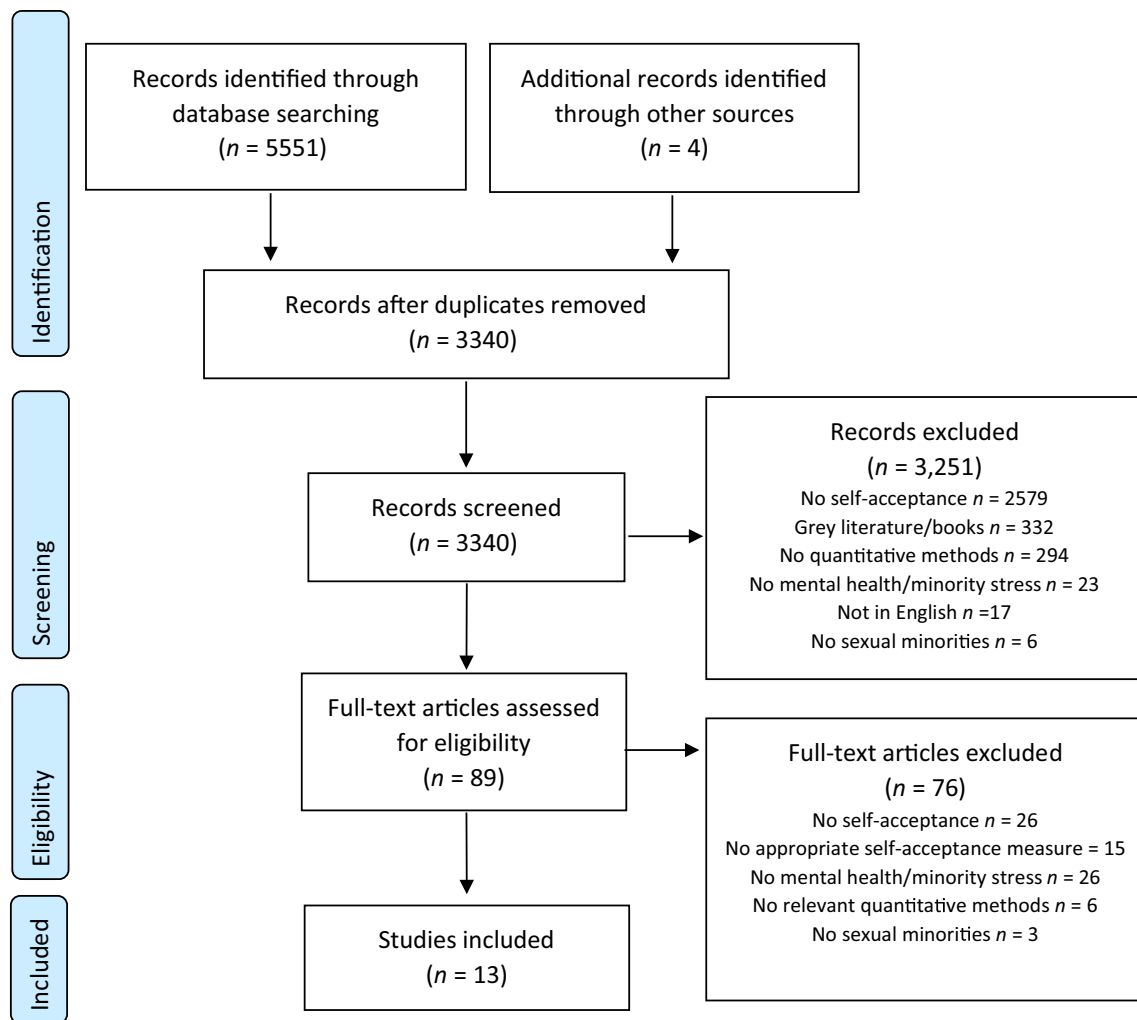 Identification
Records identified through
database searching
(n = 5551)
Additional records identified
through other sources
(n = 4)
Records after duplicates removed
(n = 3340)
Screening
Records screened
(n = 3340)
Records excluded
(n = 3,251)
No self-acceptance n = 2579
Grey literature/books n = 332
No quantitative methods n = 294
No mental health/minority stress n = 23
Not in English n =17
No sexual minorities n = 6
Eligibility
Full-text articles assessed
for eligibility
(n = 89)
Full-text articles excluded
(n = 76)
No self-acceptance n = 26
No appropriate self-acceptance measure = 15
No mental health/minority stress n = 26
No relevant quantitative methods n = 6
No sexual minorities n = 3
Included
Studies included
(n = 13)